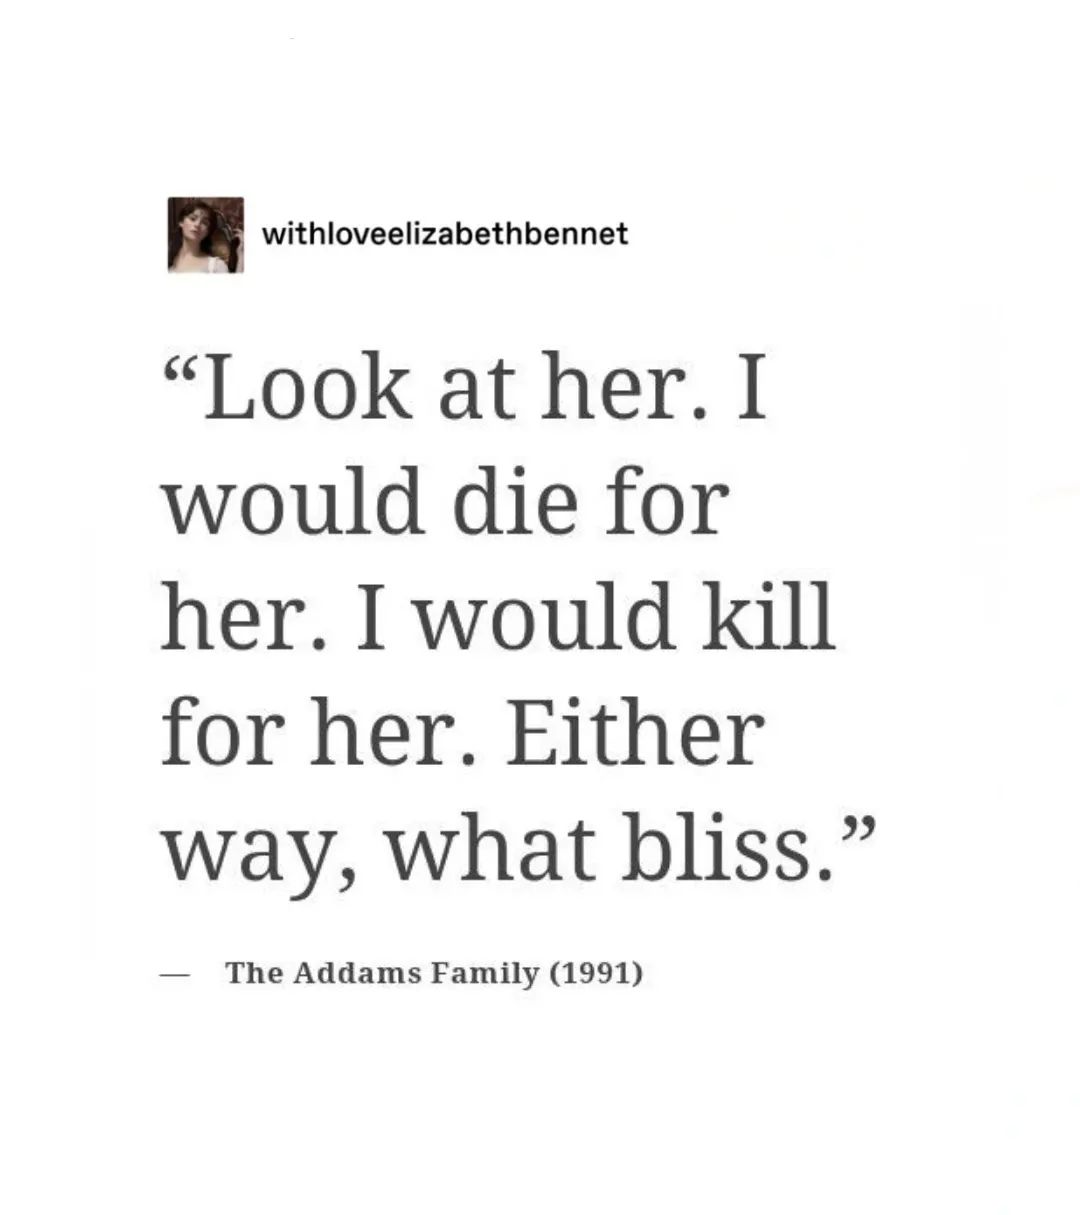 withloveelizabethbennet
“Look at her. I
would die for
her. I would kill
for her. Either
way, what bliss.”
— The Addams Family (1991)